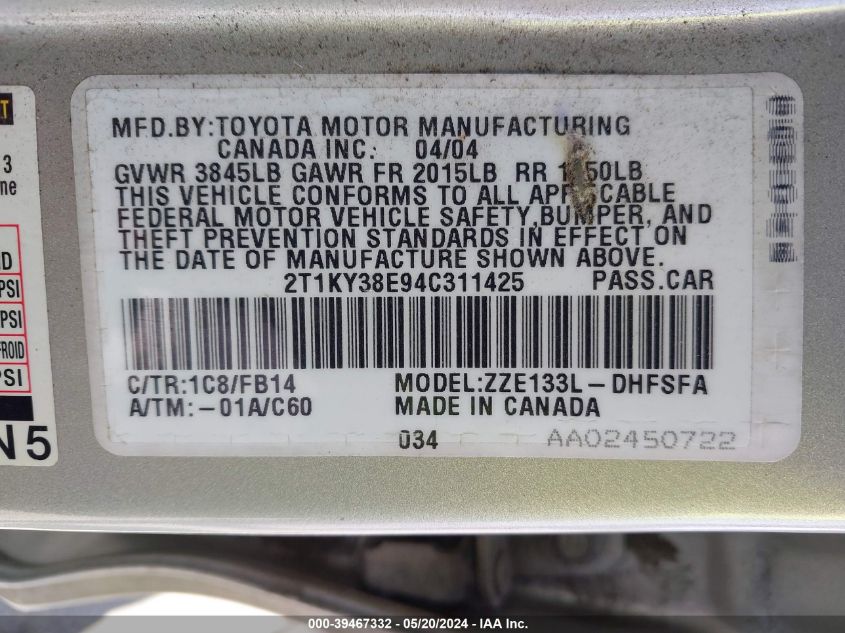 MFD.BY:TOYOTA MOTOR MANUFACTURING
CANADA INC. 04/04
GVWR 3845LB GAWR FR 2015LB RR
THIS VEHICLE CONFORMS TO ALL
FEDERAL MOTOR VEHICLE SAFETY, BUMPER, AND
THEFT PREVENTION STANDARDS IN EFFECT ON
THE DATE OF MANUFACTURE SHOWN ABOVE.
2T1KY38E94C311425 PASS.CAR
C/TR:1C8/FB14 MODEL:ZZE133L-DHFSFA
A/TM:-01A/C60 MADE IN CANADA
034 AA02450722
3
PSI
PSI
PSI
N5
000-39467332 - 05/20/2024 - IAA Inc.